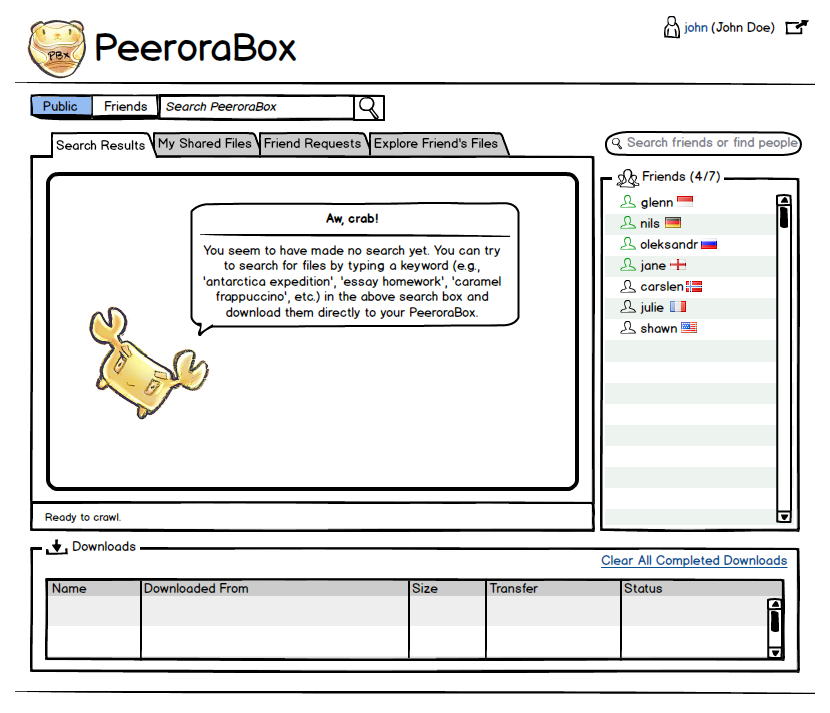 PBx
PeeroraBox
john (John Doe)
Public
Friends
Search PeeroraBox
Search Results
My Shared Files
Friend Requests
Explore Friend's Files
Aw, crab!
You seem to have made no search yet. You can try
to search for files by typing a keyword (e.g.,
'antarctica expedition', 'essay homework', 'caramel
frappuccino', etc.) in the above search box and
download them directly to your PeeroraBox.
Ready to crawl.
Search friends or find people
Friends (4/7)
glenn
nils
oleksandr
jane
carslen
julie
shawn
Downloads
Clear All Completed Downloads
Name
Downloaded From
Size
Transfer
Status